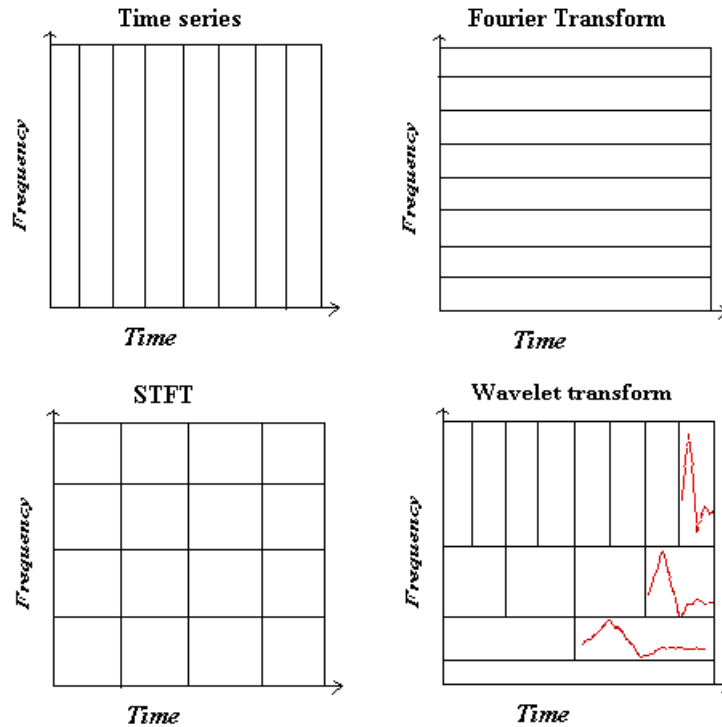 Time series
Frequency
Time
Fourier Transform
Frequency
Time
STFT
Frequency
Time
Wavelet transform
Frequency
Time